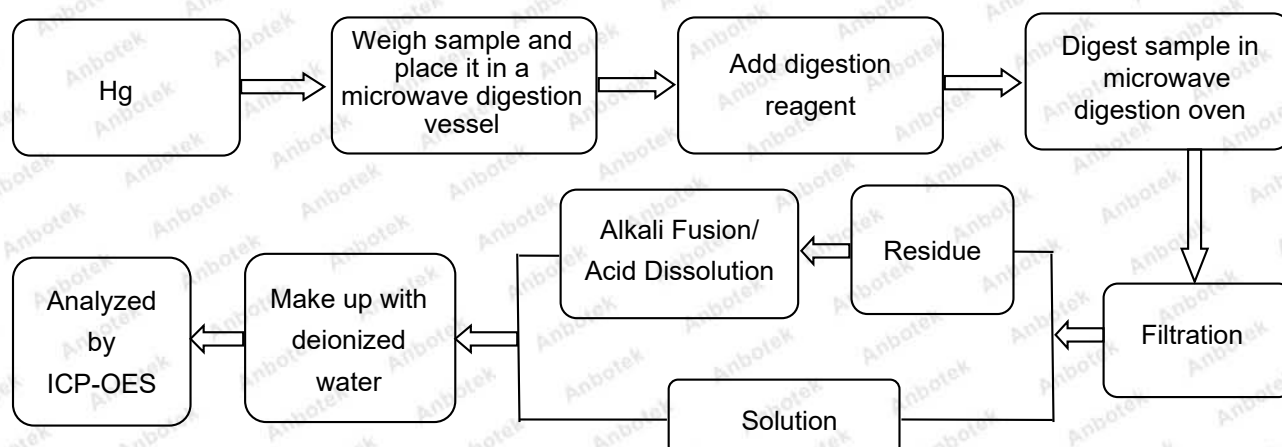 Hg
Weigh sample and
place it in a
microwave digestion
vessel
Add digestion
reagent
Digest sample in
microwave
digestion oven
Filtration
Residue
Alkali Fusion/
Acid Dissolution
Solution
Make up with
deionized
water
Analyzed
by
ICP-OES
Anbotek